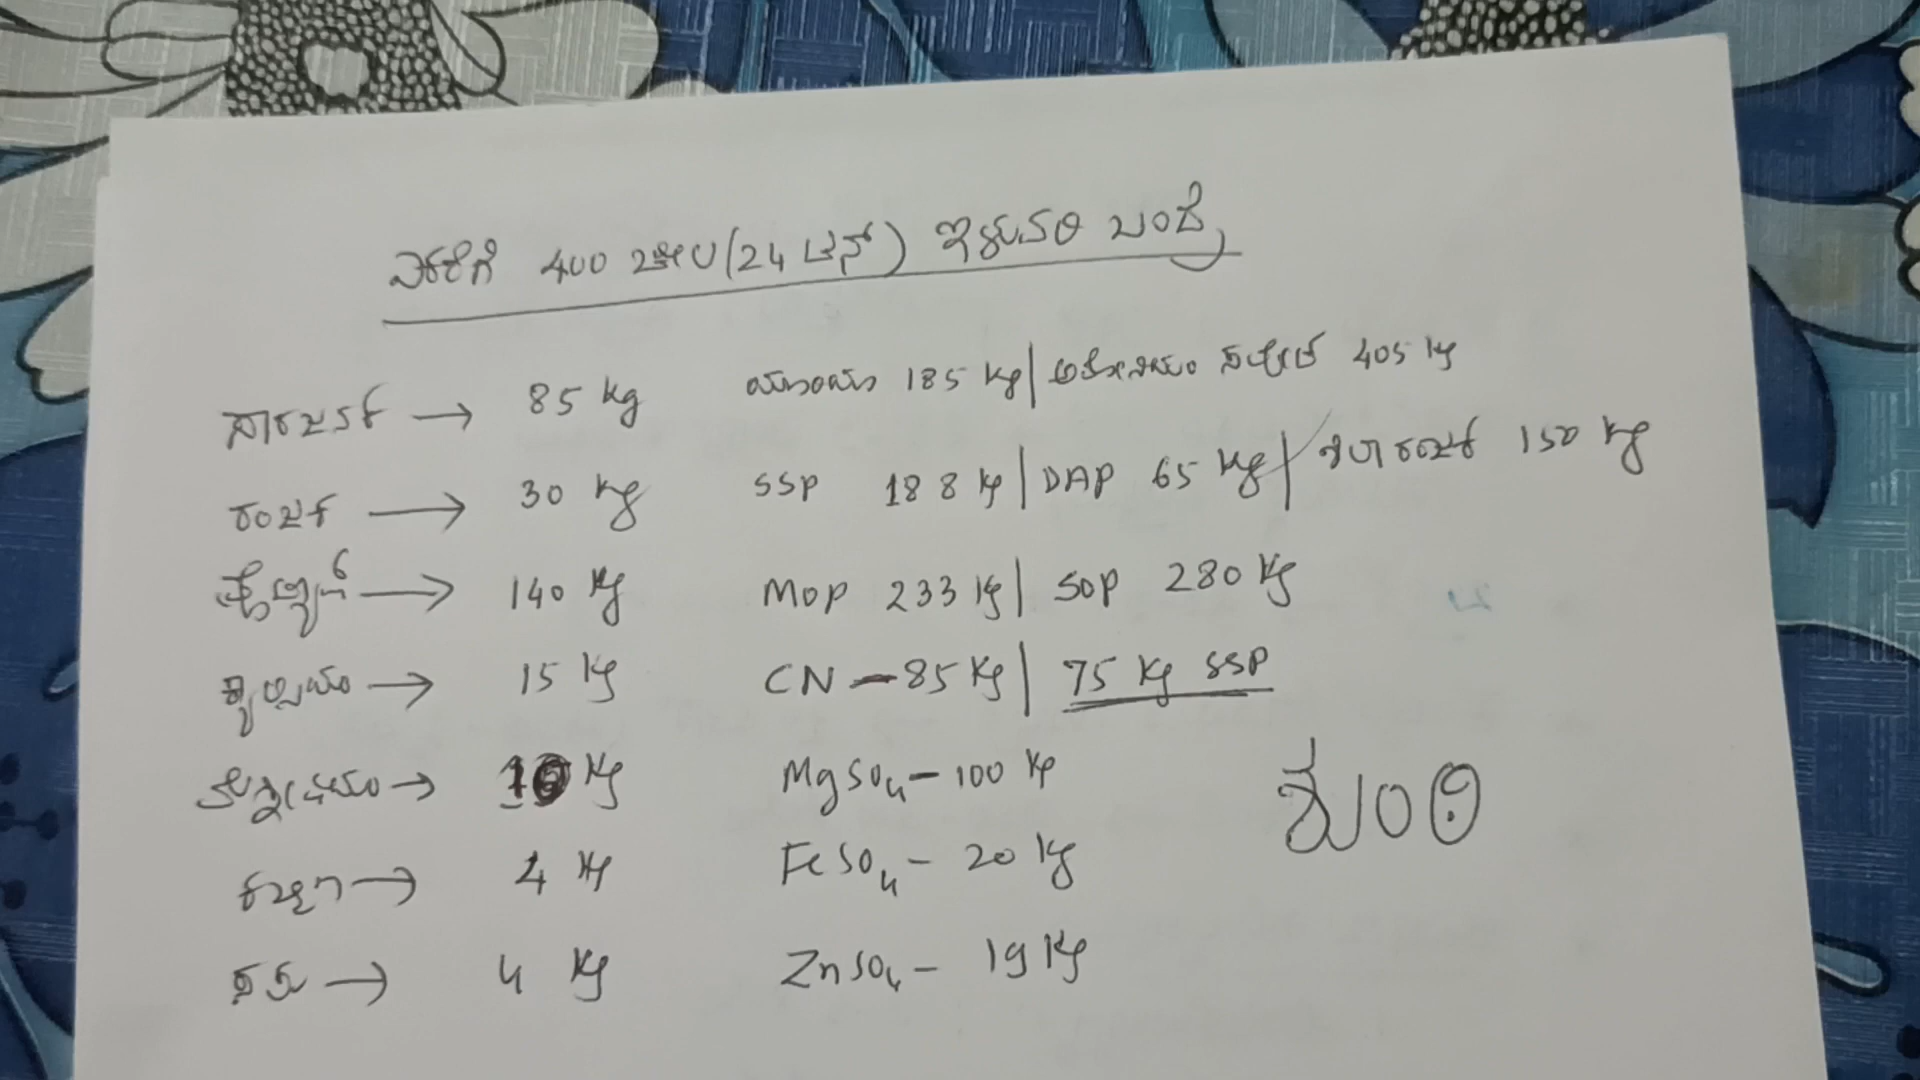 ಎಕರೆಗೆ 400 ಚೀಲ (24 ಟನ್) ಇಳುವರಿ ಬಂದ್ರೆ
ಸಾರಜನಕ → 85 kg ಯೂರಿಯಾ 185 kg | ಅಮೋನಿಯಂ ಸಲ್ಫೇಟ್ 405 kg
ರಂಜಕ → 30 kg SSP 188 kg | DAP 65 kg | ಶಿಲಾ ರಂಜಕ 150 kg
ಪೊಟ್ಯಾಷ್ → 140 kg MOP 233 kg | SOP 280 kg
ಕ್ಯಾಲ್ಸಿಯಂ → 15 kg CN - 85 kg | 75 kg SSP
ಮೆಗ್ನೀಷಿಯಂ → 10 kg MgSO4 - 100 kg
ಕಬ್ಬಿಣ → 4 kg FeSO4 - 20 kg
ಸತು → 4 kg ZnSO4 - 19 kg
ಶುಂಠಿ